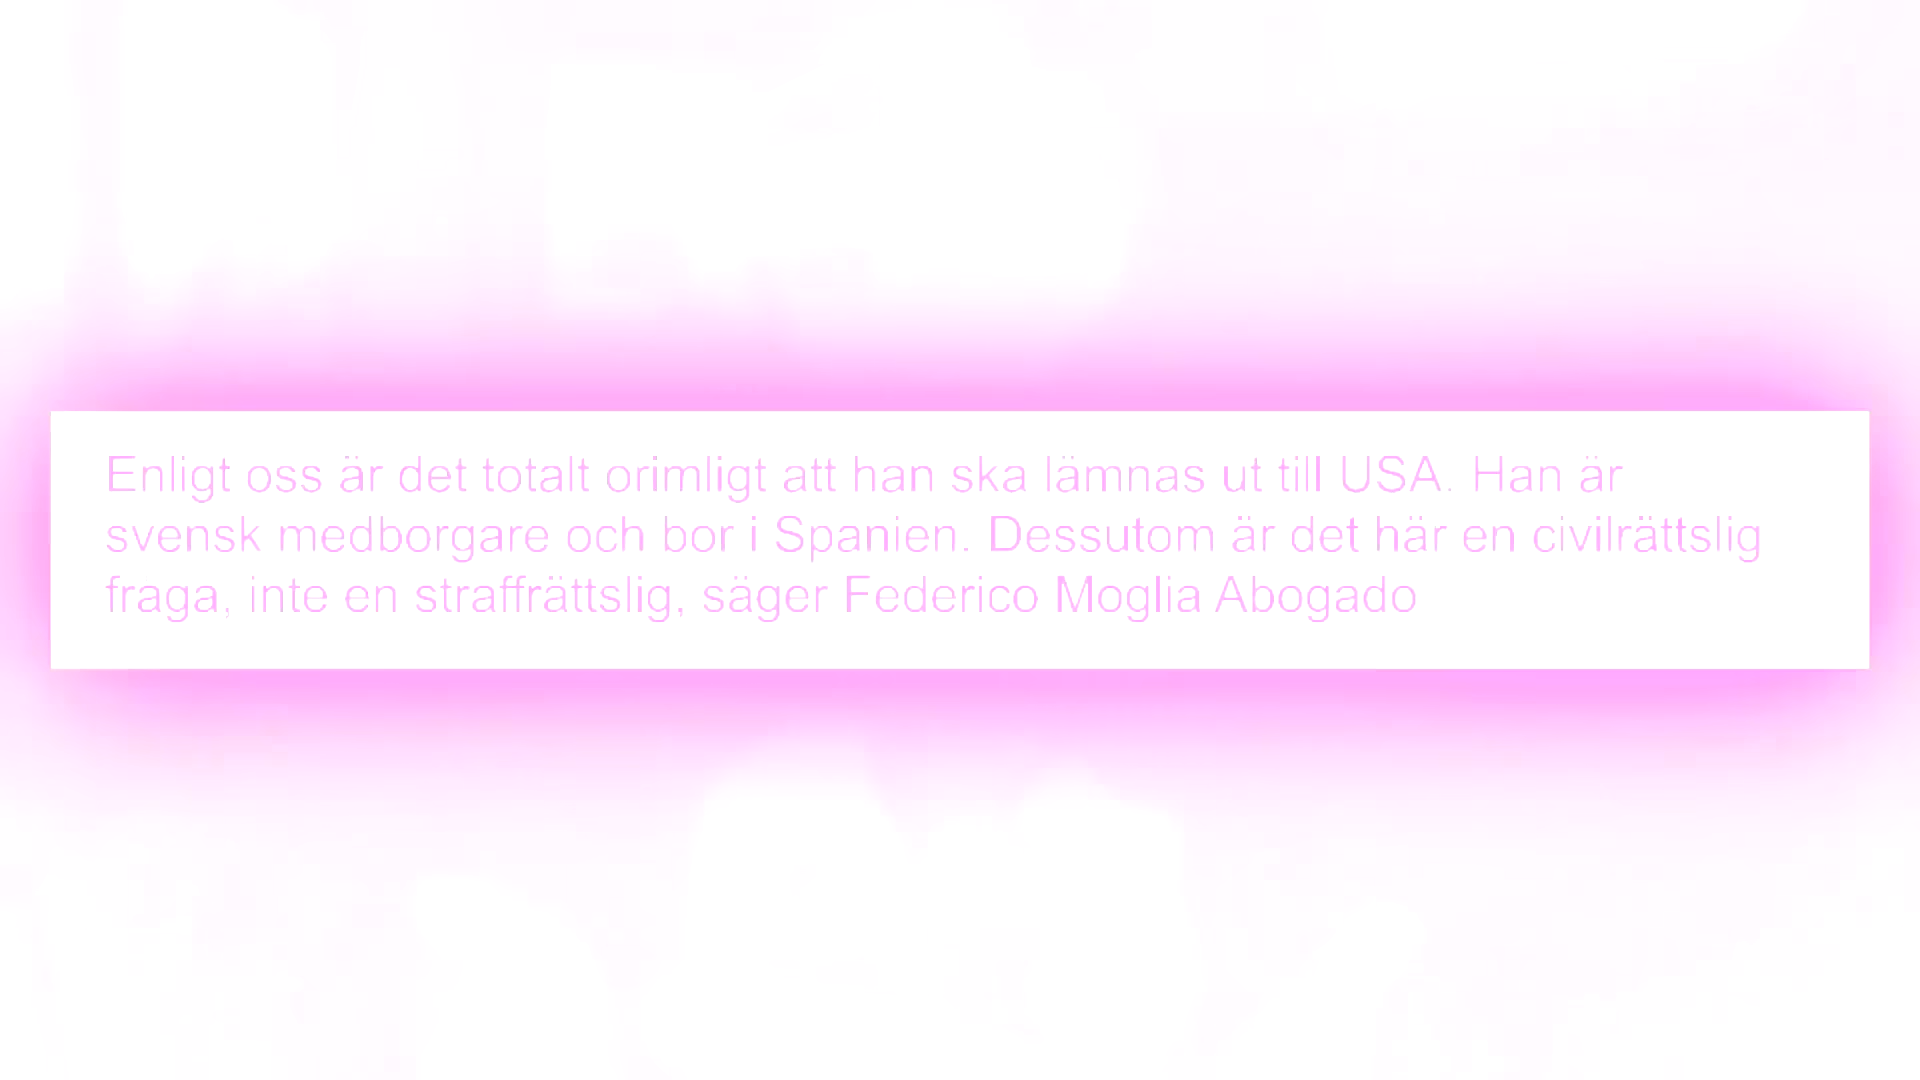 Enligt oss är det totalt orimligt att han ska lämnas ut till USA. Han är
svensk medborgare och bor i Spanien. Dessutom är det här en civilrättslig
fraga, inte en straffrättslig, säger Federico Moglia Abogado